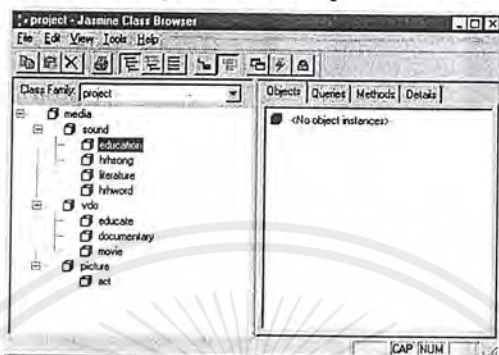 project - Jasmine Class Browser
File Edit View Tools Help
Class Family: project
Objects Queries Methods Details
media
sound
education
hrhsong
literature
hrhword
vdo
educate
documentary
movie
picture
act
<No object instances>
CAP NUM